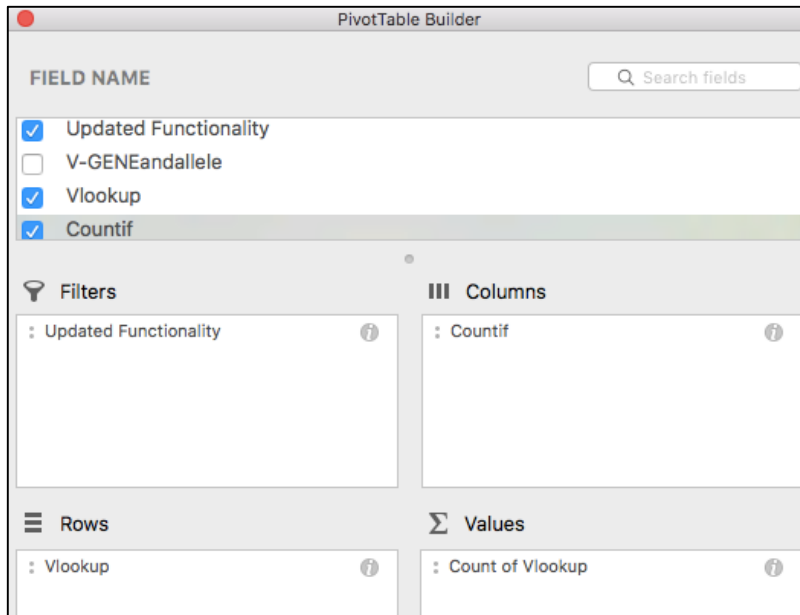 PivotTable Builder
FIELD NAME
Search fields
Updated Functionality
V-GENEandallele
Vlookup
Countif
Filters
Columns
Updated Functionality
Countif
Rows
Values
Vlookup
Count of Vlookup